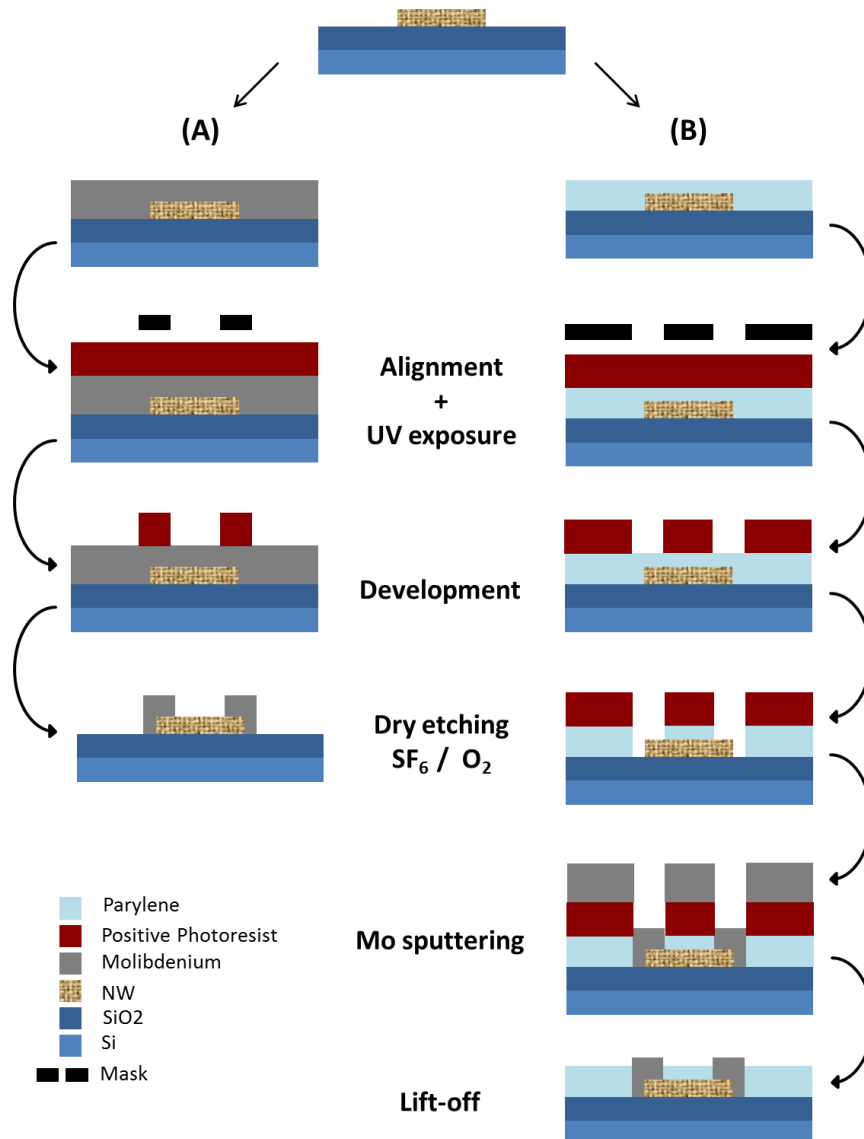 (A)
(B)
Alignment
+
UV exposure
Development
Dry etching
SF₆ / O₂
Mo sputtering
Lift-off
Parylene
Positive Photoresist
Molibdenium
NW
SiO2
Si
Mask